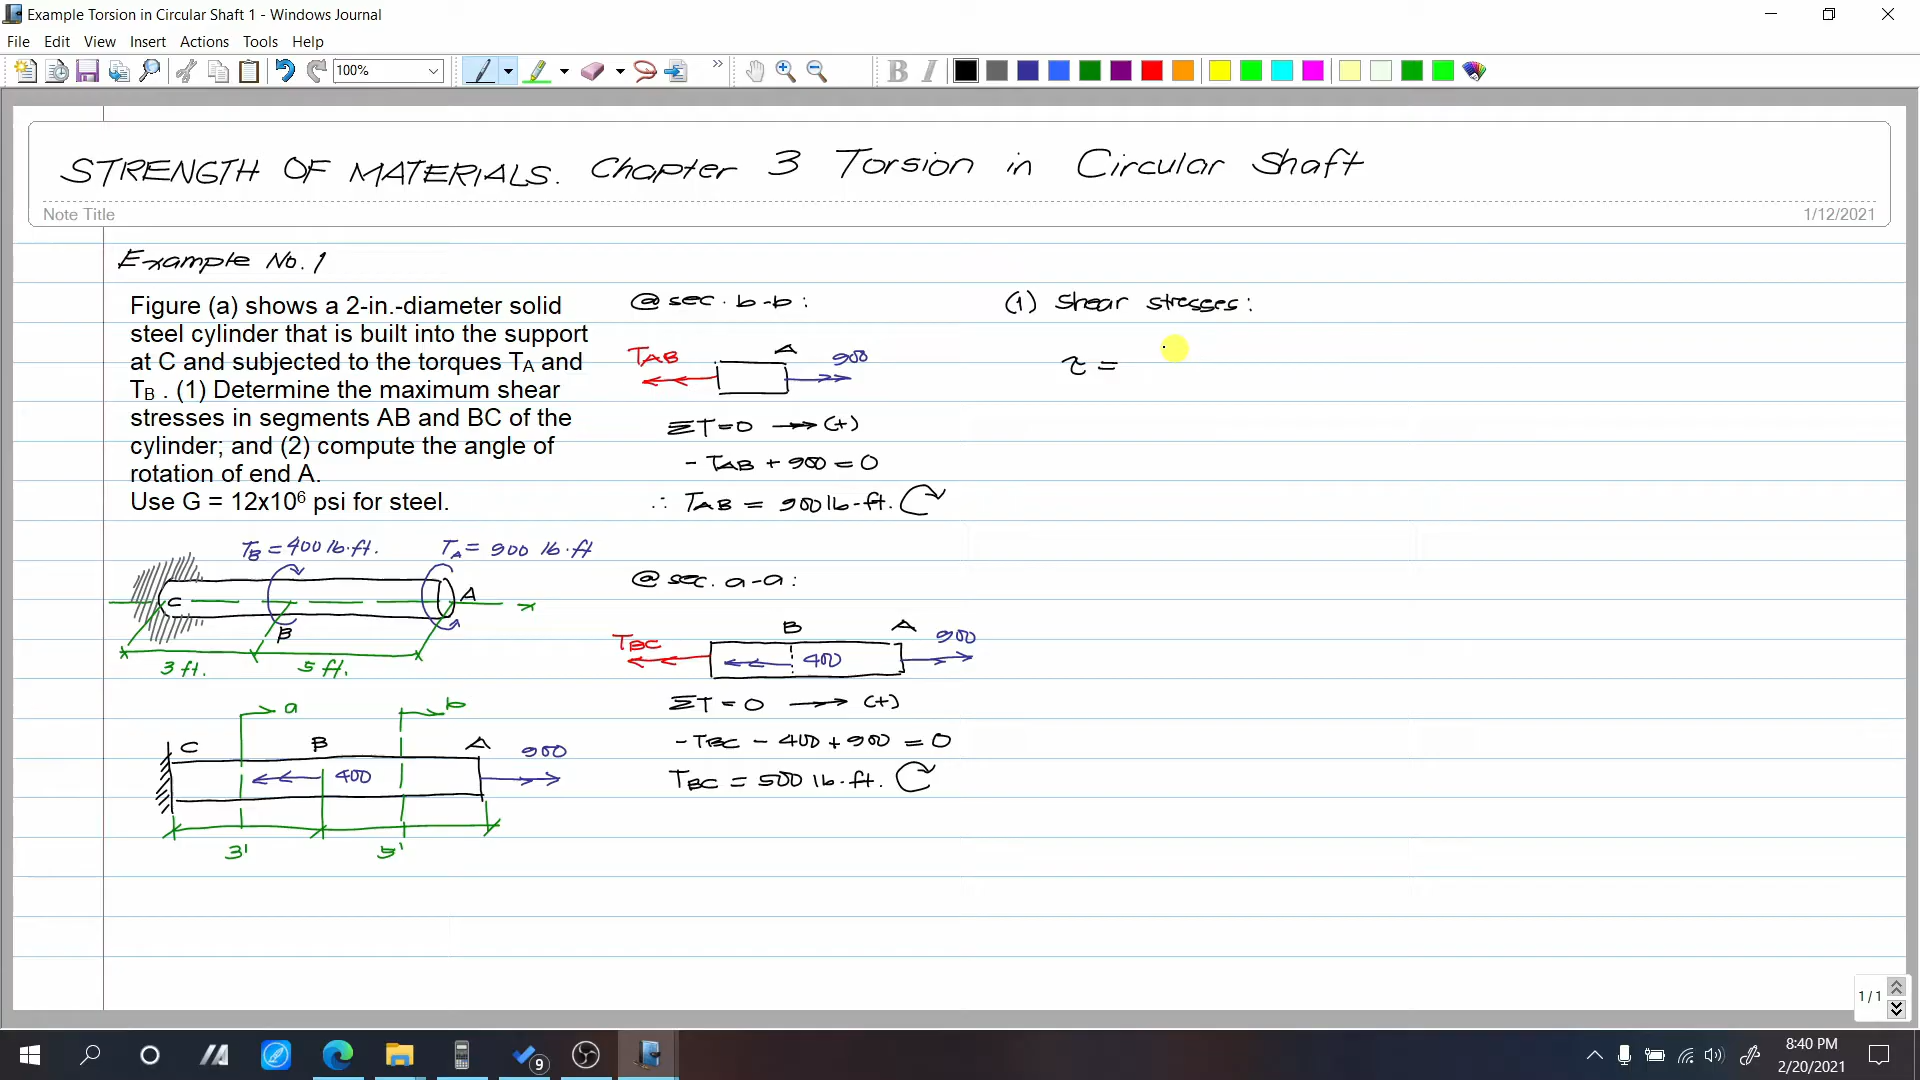 Example Torsion in Circular Shaft 1 - Windows Journal
File Edit View Insert Actions Tools Help
100%
STRENGTH OF MATERIALS. Chapter 3 Torsion in Circular Shaft
Note Title
1/12/2021
Example No. 1
Figure (a) shows a 2-in.-diameter solid
steel cylinder that is built into the support
at C and subjected to the torques TA and
TB . (1) Determine the maximum shear
stresses in segments AB and BC of the
cylinder; and (2) compute the angle of
rotation of end A.
Use G = 12x10⁶ psi for steel.
TB = 400 lb·ft. TA = 900 lb·ft
C A x
B
3 ft. 5 ft.
a b
C B A 900
400
3' 5'
@ sec. b-b:
TAB A 900
ΣT=0 →→ (+)
- TAB + 900 = 0
∴ TAB = 900 lb-ft.
@ sec. a-a:
TBC B A 900
400
ΣT = 0 →→ (+)
-TBC - 400 + 900 = 0
TBC = 500 lb·ft.
(1) Shear stresses:
τ =
1 / 1
9
8:40 PM
2/20/2021